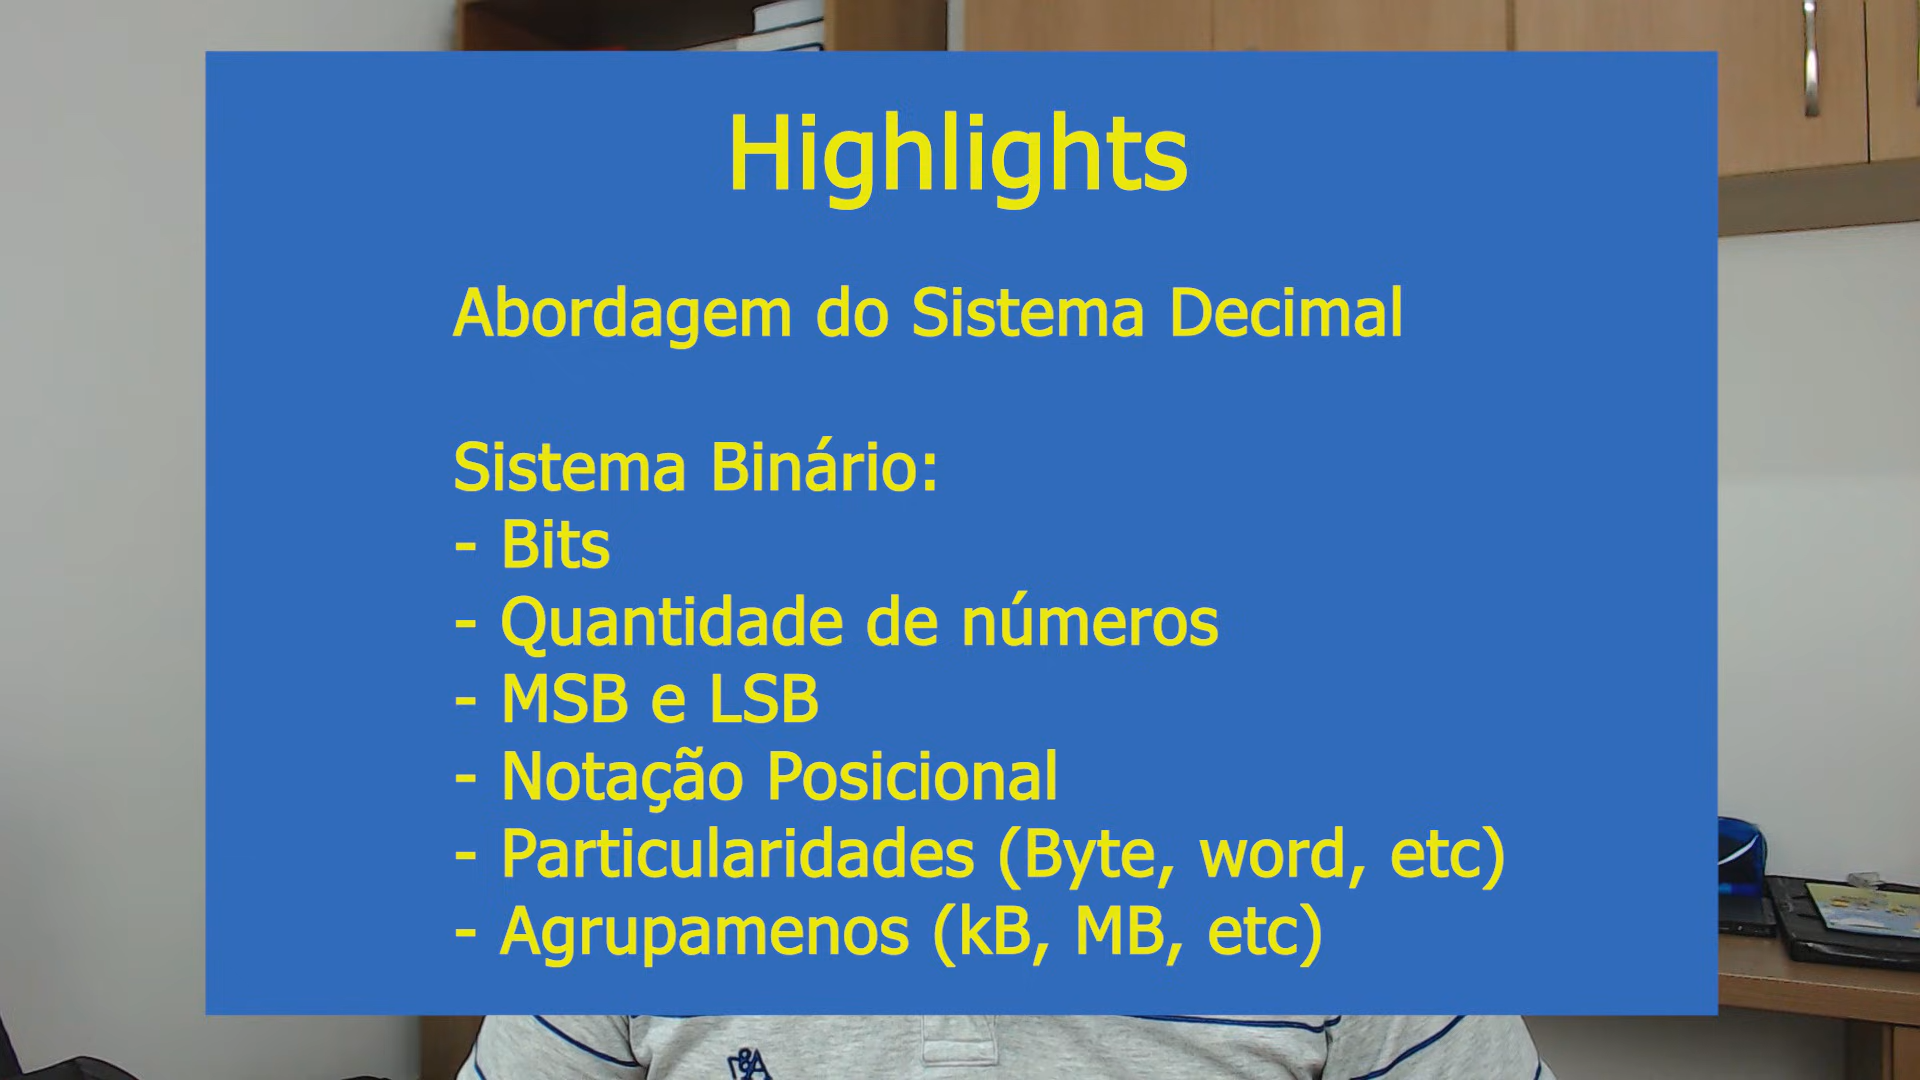 Highlights
Abordagem do Sistema Decimal
Sistema Binário:
- Bits
- Quantidade de números
- MSB e LSB
- Notação Posicional
- Particularidades (Byte, word, etc)
- Agrupamenos (kB, MB, etc)